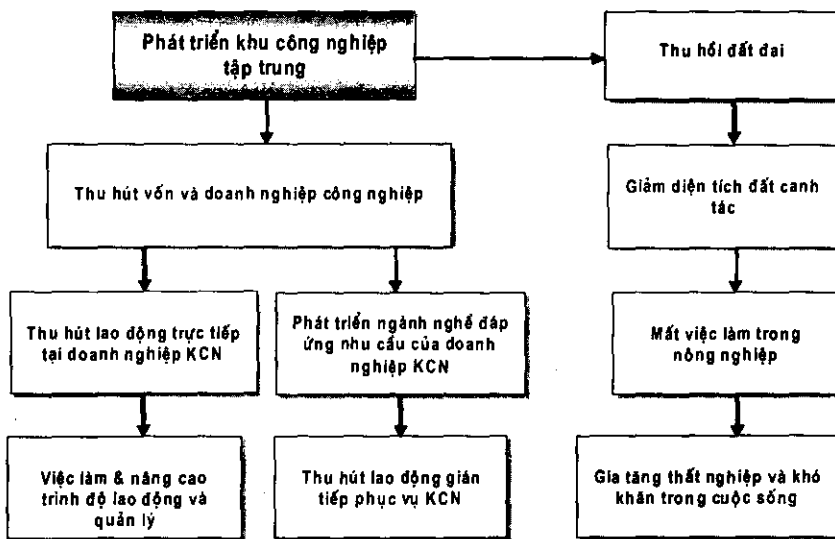 Phát triển khu công nghiệp
tập trung
Thu hồi đất đai
Thu hút vốn và doanh nghiệp công nghiệp
Giảm diện tích đất canh
tác
Thu hút lao động trực tiếp
tại doanh nghiệp KCN
Phát triển ngành nghề đáp
ứng nhu cầu của doanh
nghiệp KCN
Mất việc làm trong
nông nghiệp
Việc làm & nâng cao
trình độ lao động và
quản lý
Thu hút lao động gián
tiếp phục vụ KCN
Gia tăng thất nghiệp và khó
khăn trong cuộc sống